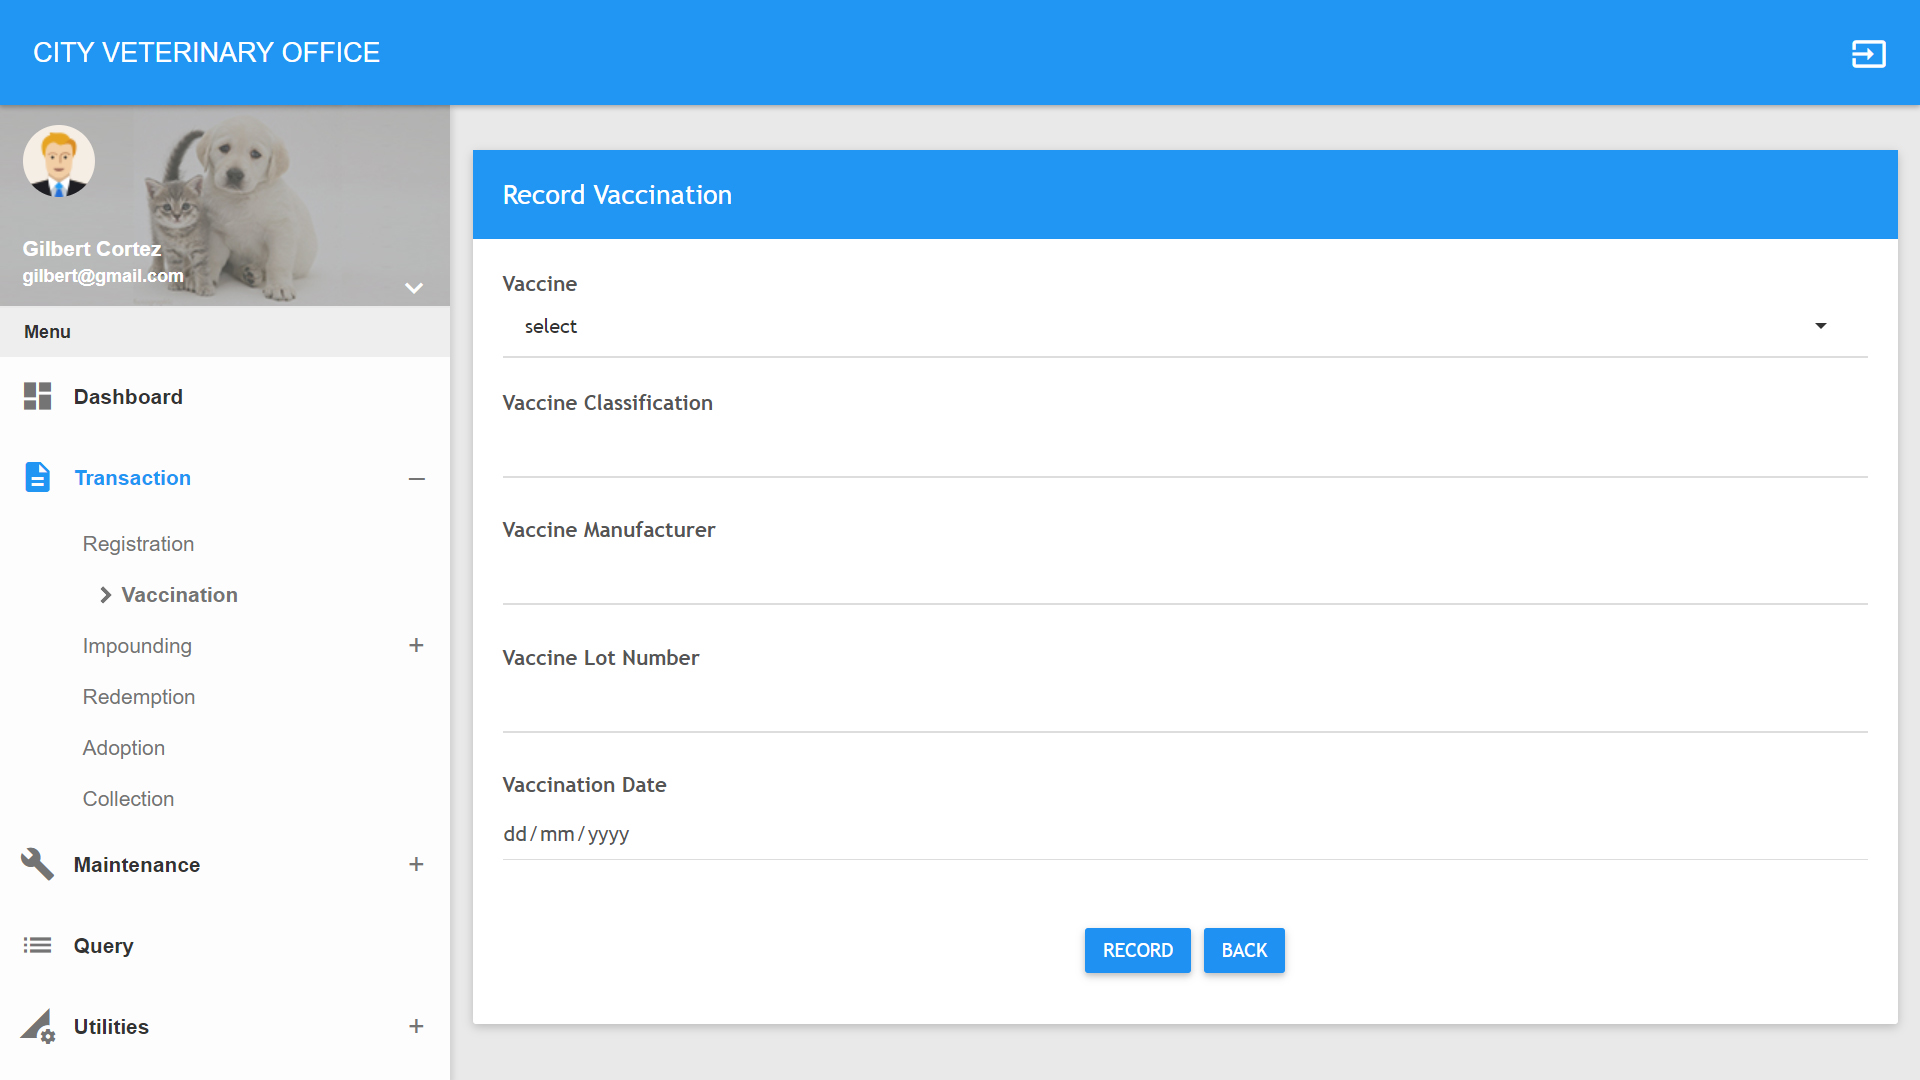 CITY VETERINARY OFFICE
Gilbert Cortez
gilbert@gmail.com
Menu
Dashboard
Transaction
Registration
Vaccination
Impounding
Redemption
Adoption
Collection
Maintenance
Query
Utilities
Record Vaccination
Vaccine
select
Vaccine Classification
Vaccine Manufacturer
Vaccine Lot Number
Vaccination Date
dd/mm/yyyy
RECORD BACK